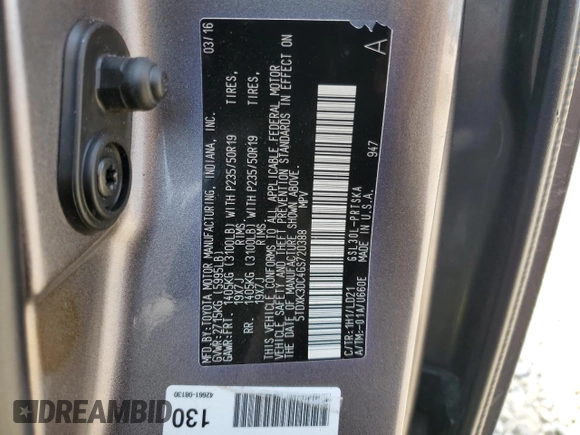 MFD.BY:TOYOTA MOTOR MANUFACTURING, INDIANA, INC. 03/16
GVWR:2715KG (5995LB)
GAWR:FRT. 1405KG (3100LB) WITH P235/50R19 TIRES,
19X7J RIMS,
RR. 1405KG (3100LB) WITH P235/50R19 TIRES,
19X7J RIMS,
THIS VEHICLE CONFORMS TO ALL APPLICABLE FEDERAL MOTOR
VEHICLE SAFETY AND THEFT PREVENTION STANDARDS IN EFFECT ON
THE DATE OF MANUFACTURE SHOWN ABOVE.
5TDXK3DC4GS720388 MPV
A
C/TR:1H1/LD21 GSL30L-PRTSKA 947
A/TM:-01A/U660E MADE IN U.S.A.
42661-08130
130
DREAMBID